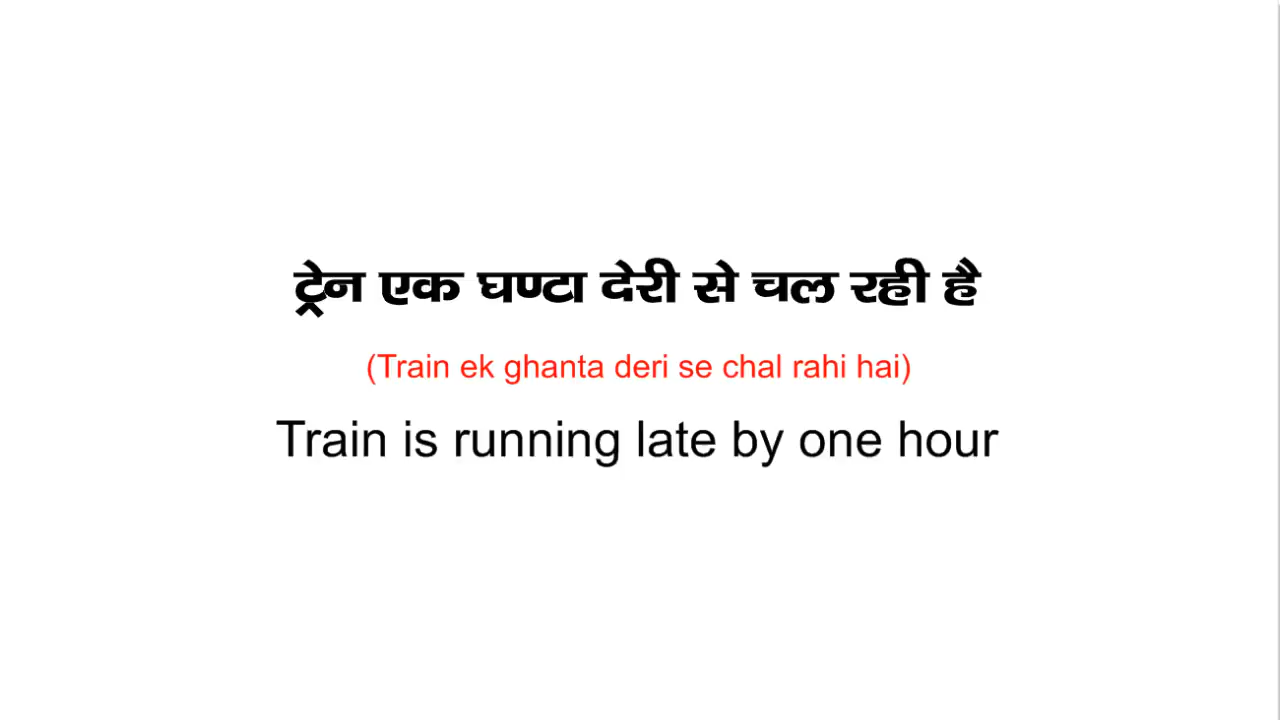 ट्रेन एक घण्टा देरी से चल रही है
(Train ek ghanta deri se chal rahi hai)
Train is running late by one hour